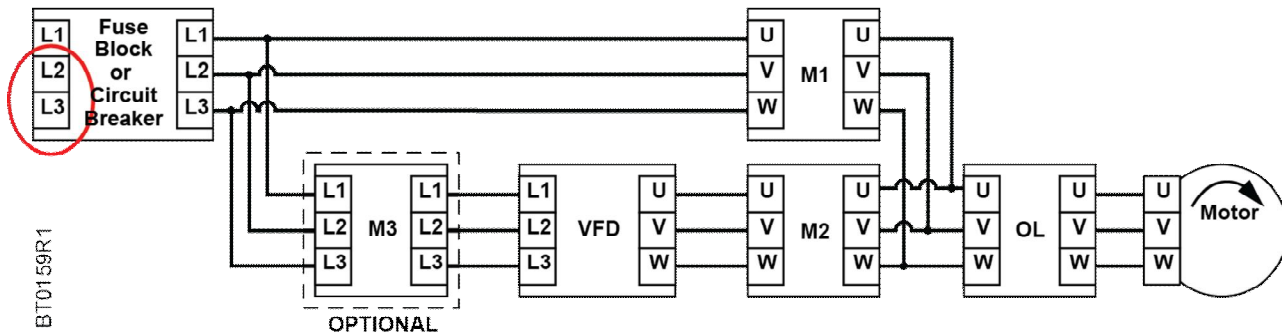 L1 Fuse L1
Block
L2 or L2
Circuit
L3 Breaker L3
U M1 U
V V
W W
L1 M3 L1
L2 L2
L3 L3
OPTIONAL
L1 VFD U
L2 V
L3 W
U M2 U
V V
W W
U OL U
V V
W W
U Motor
V
W
BT0159R1